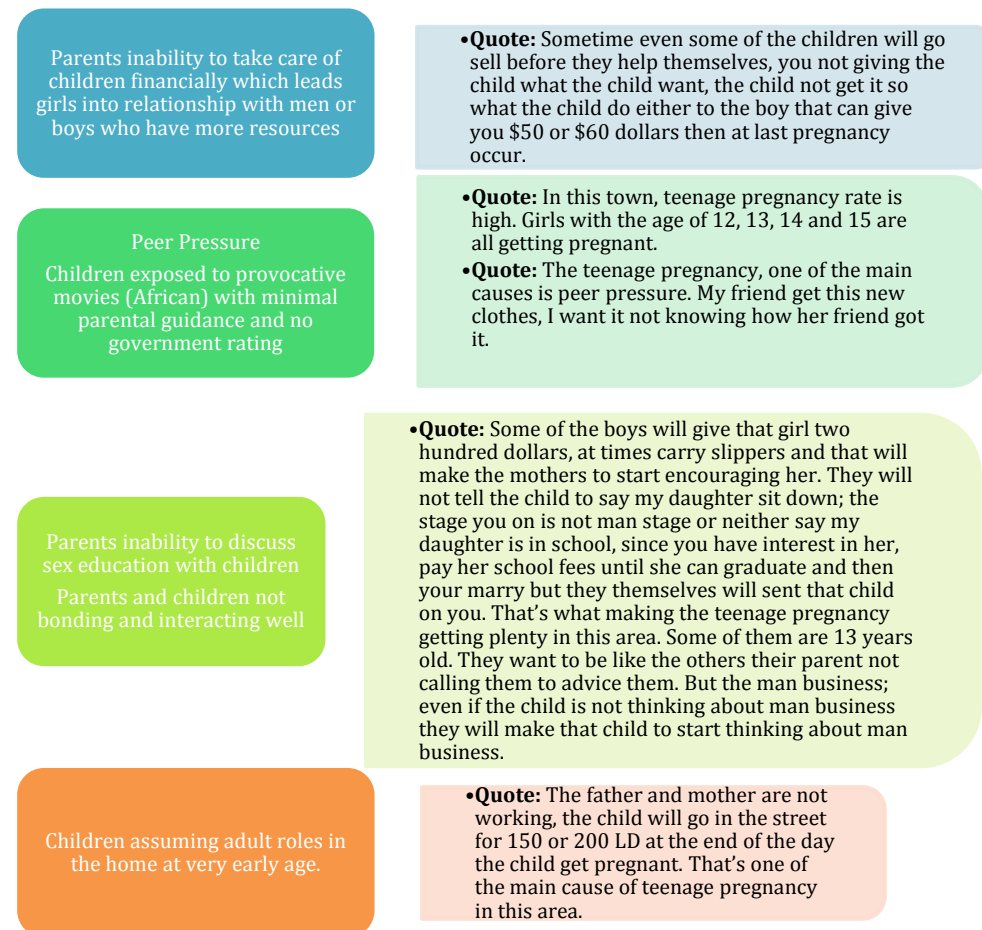 Parents inability to take care of
children financially which leads
girls into relationship with men or
boys who have more resources
•Quote: Sometime even some of the children will go
sell before they help themselves, you not giving the
child what the child want, the child not get it so
what the child do either to the boy that can give
you $50 or $60 dollars then at last pregnancy
occur.
Peer Pressure
Children exposed to provocative
movies (African) with minimal
parental guidance and no
government rating
•Quote: In this town, teenage pregnancy rate is
high. Girls with the age of 12, 13, 14 and 15 are
all getting pregnant.
•Quote: The teenage pregnancy, one of the main
causes is peer pressure. My friend get this new
clothes, I want it not knowing how her friend got
it.
Parents inability to discuss
sex education with children
Parents and children not
bonding and interacting well
•Quote: Some of the boys will give that girl two
hundred dollars, at times carry slippers and that will
make the mothers to start encouraging her. They will
not tell the child to say my daughter sit down; the
stage you on is not man stage or neither say my
daughter is in school, since you have interest in her,
pay her school fees until she can graduate and then
your marry but they themselves will sent that child
on you. That’s what making the teenage pregnancy
getting plenty in this area. Some of them are 13 years
old. They want to be like the others their parent not
calling them to advice them. But the man business;
even if the child is not thinking about man business
they will make that child to start thinking about man
business.
Children assuming adult roles in
the home at very early age.
•Quote: The father and mother are not
working, the child will go in the street
for 150 or 200 LD at the end of the day
the child get pregnant. That’s one of
the main cause of teenage pregnancy
in this area.